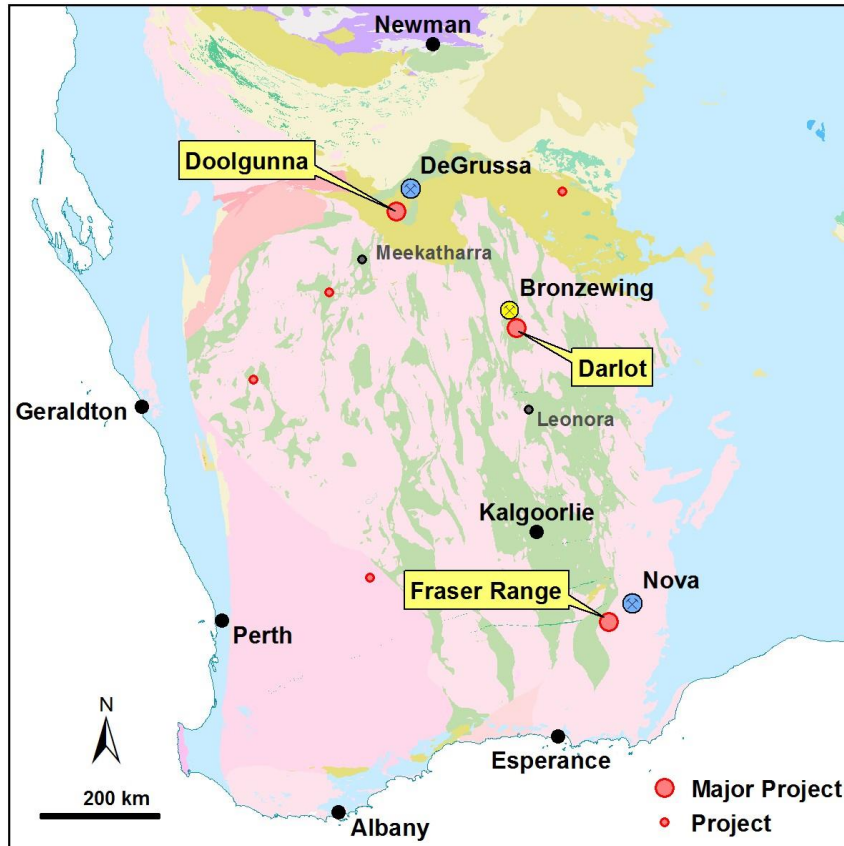 Newman
Doolgunna
DeGrussa
Meekatharra
Bronzewing
Darlot
Geraldton
Leonora
Kalgoorlie
Nova
Fraser Range
Perth
N
Esperance
200 km
Major Project
Project
Albany